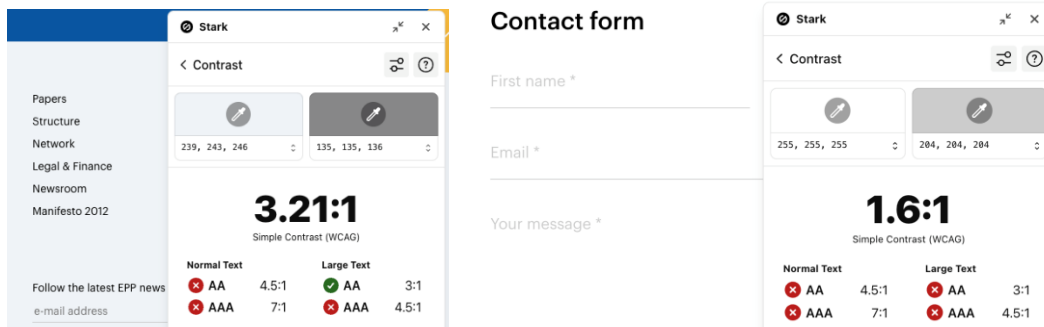 Stark
Contrast
239, 243, 246
135, 135, 136
3.21:1
Simple Contrast (WCAG)
Normal Text Large Text
AA 4.5:1 AA 3:1
AAA 7:1 AAA 4.5:1
Papers
Structure
Network
Legal & Finance
Newsroom
Manifesto 2012
Follow the latest EPP news
e-mail address
Contact form
First name *
Email *
Your message *
Stark
Contrast
255, 255, 255
204, 204, 204
1.6:1
Simple Contrast (WCAG)
Normal Text Large Text
AA 4.5:1 AA 3:1
AAA 7:1 AAA 4.5:1